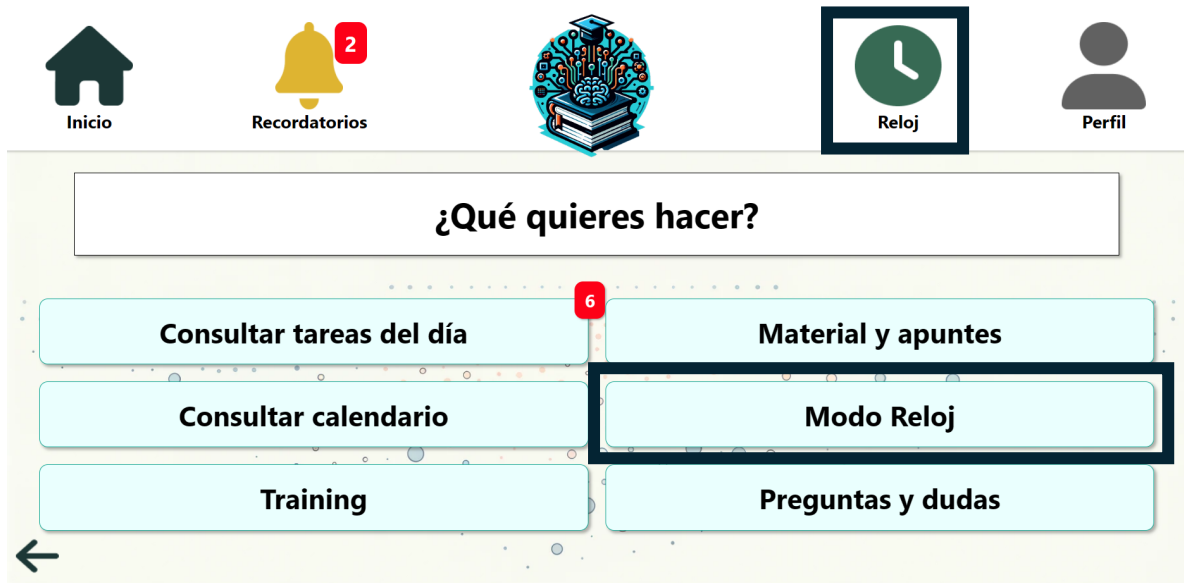 2
Inicio
Recordatorios
Reloj
Perfil
¿Qué quieres hacer?
6
Consultar tareas del día
Material y apuntes
Consultar calendario
Modo Reloj
Training
Preguntas y dudas